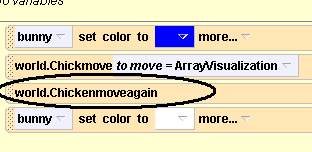 no variables
bunny set color to more...
world.Chickmove to move = ArrayVisualization
world.Chickenmoveagain
bunny set color to more...